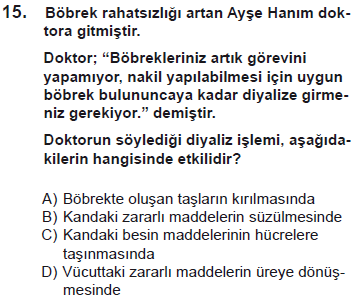 15. Böbrek rahatsızlığı artan Ayşe Hanım dok-
tora gitmiştir.
Doktor; “Böbrekleriniz artık görevini
yapamıyor, nakil yapılabilmesi için uygun
böbrek bulununcaya kadar diyalize girme-
niz gerekiyor.” demiştir.
Doktorun söylediği diyaliz işlemi, aşağıda-
kilerin hangisinde etkilidir?
A) Böbrekte oluşan taşların kırılmasında
B) Kandaki zararlı maddelerin süzülmesinde
C) Kandaki besin maddelerinin hücrelere
taşınmasında
D) Vücuttaki zararlı maddelerin üreye dönüş-
mesinde